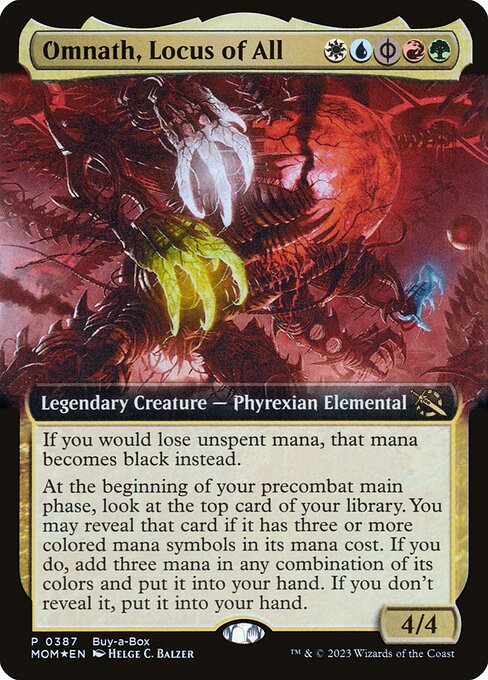 Omnath, Locus of All
Legendary Creature — Phyrexian Elemental
If you would lose unspent mana, that mana
becomes black instead.
At the beginning of your precombat main
phase, look at the top card of your library. You
may reveal that card if it has three or more
colored mana symbols in its mana cost. If you
do, add three mana in any combination of its
colors and put it into your hand. If you don't
reveal it, put it into your hand.
4/4
P 0387 Buy-a-Box
MOM★EN Helge C. Balzer
™ & © 2023 Wizards of the Coast